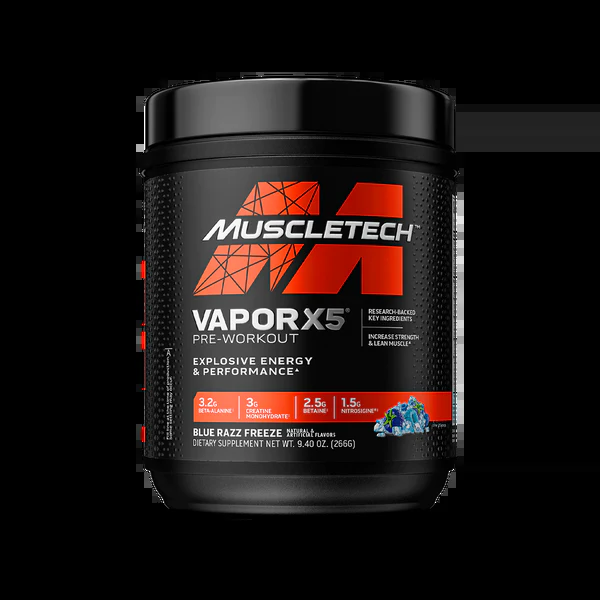 MUSCLETECH™
VAPOR X5®
PRE-WORKOUT
RESEARCH-BACKED
KEY INGREDIENTS
INCREASE STRENGTH
& LEAN MUSCLE▲
EXPLOSIVE ENERGY
& PERFORMANCE▲
3.2G
BETA-ALANINE‡
3G
CREATINE
MONOHYDRATE‡
2.5G
BETAINE‡
1.5G
NITROSIGINE®‡
BLUE RAZZ FREEZE NATURAL & ARTIFICIAL FLAVORS
DIETARY SUPPLEMENT NET WT. 9.40 OZ. (266G)